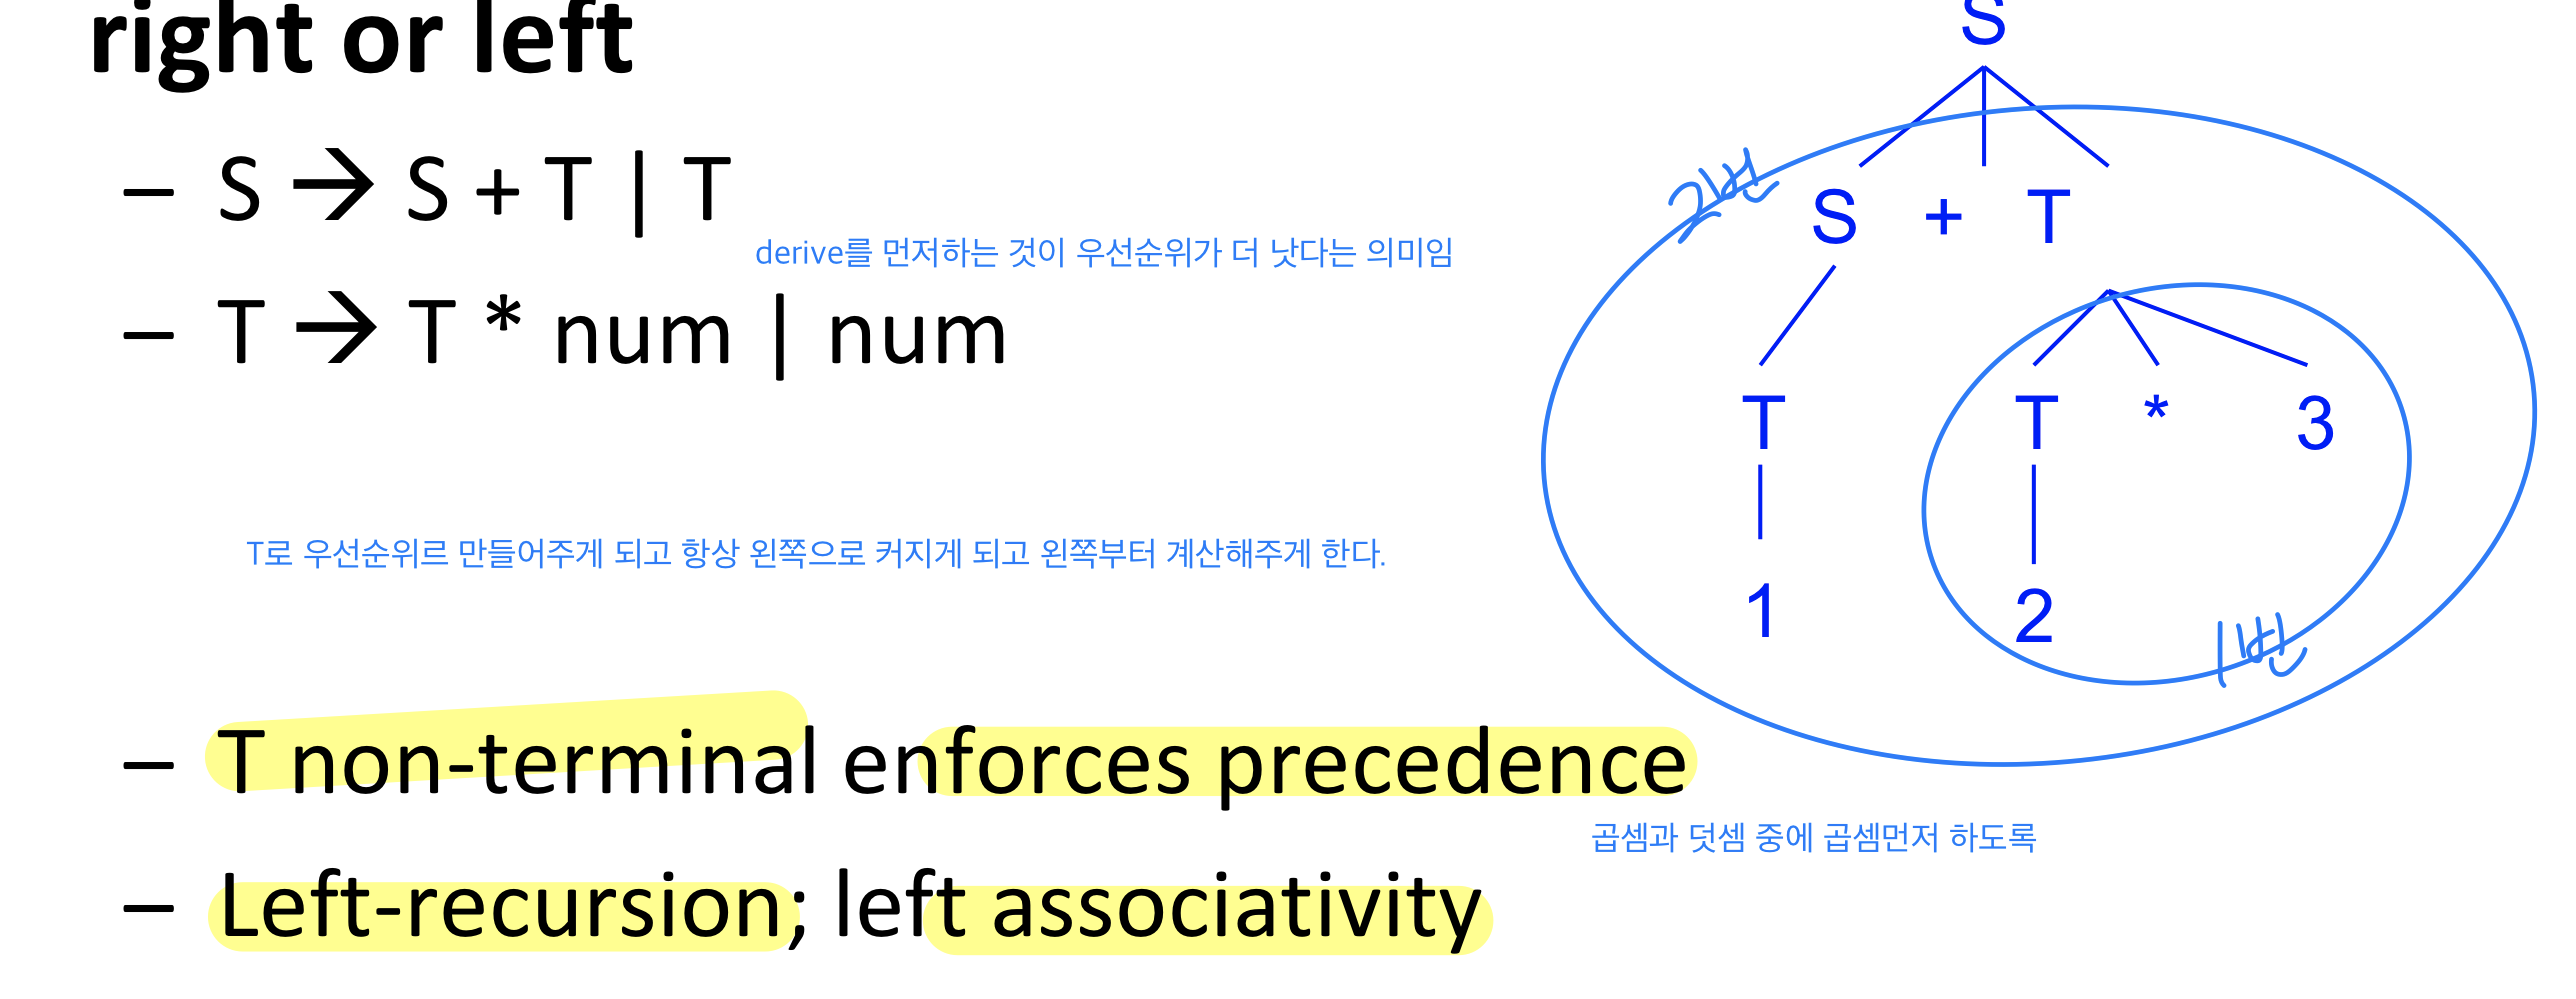 right or left
S
– S → S + T | T
2번
S + T
derive를 먼저하는 것이 우선순위가 더 낮다는 의미임
– T → T * num | num
T T * 3
T로 우선순위르 만들어주게 되고 항상 왼쪽으로 커지게 되고 왼쪽부터 계산해주게 한다.
1 2
1번
– T non-terminal enforces precedence
곱셈과 덧셈 중에 곱셈먼저 하도록
– Left-recursion; left associativity